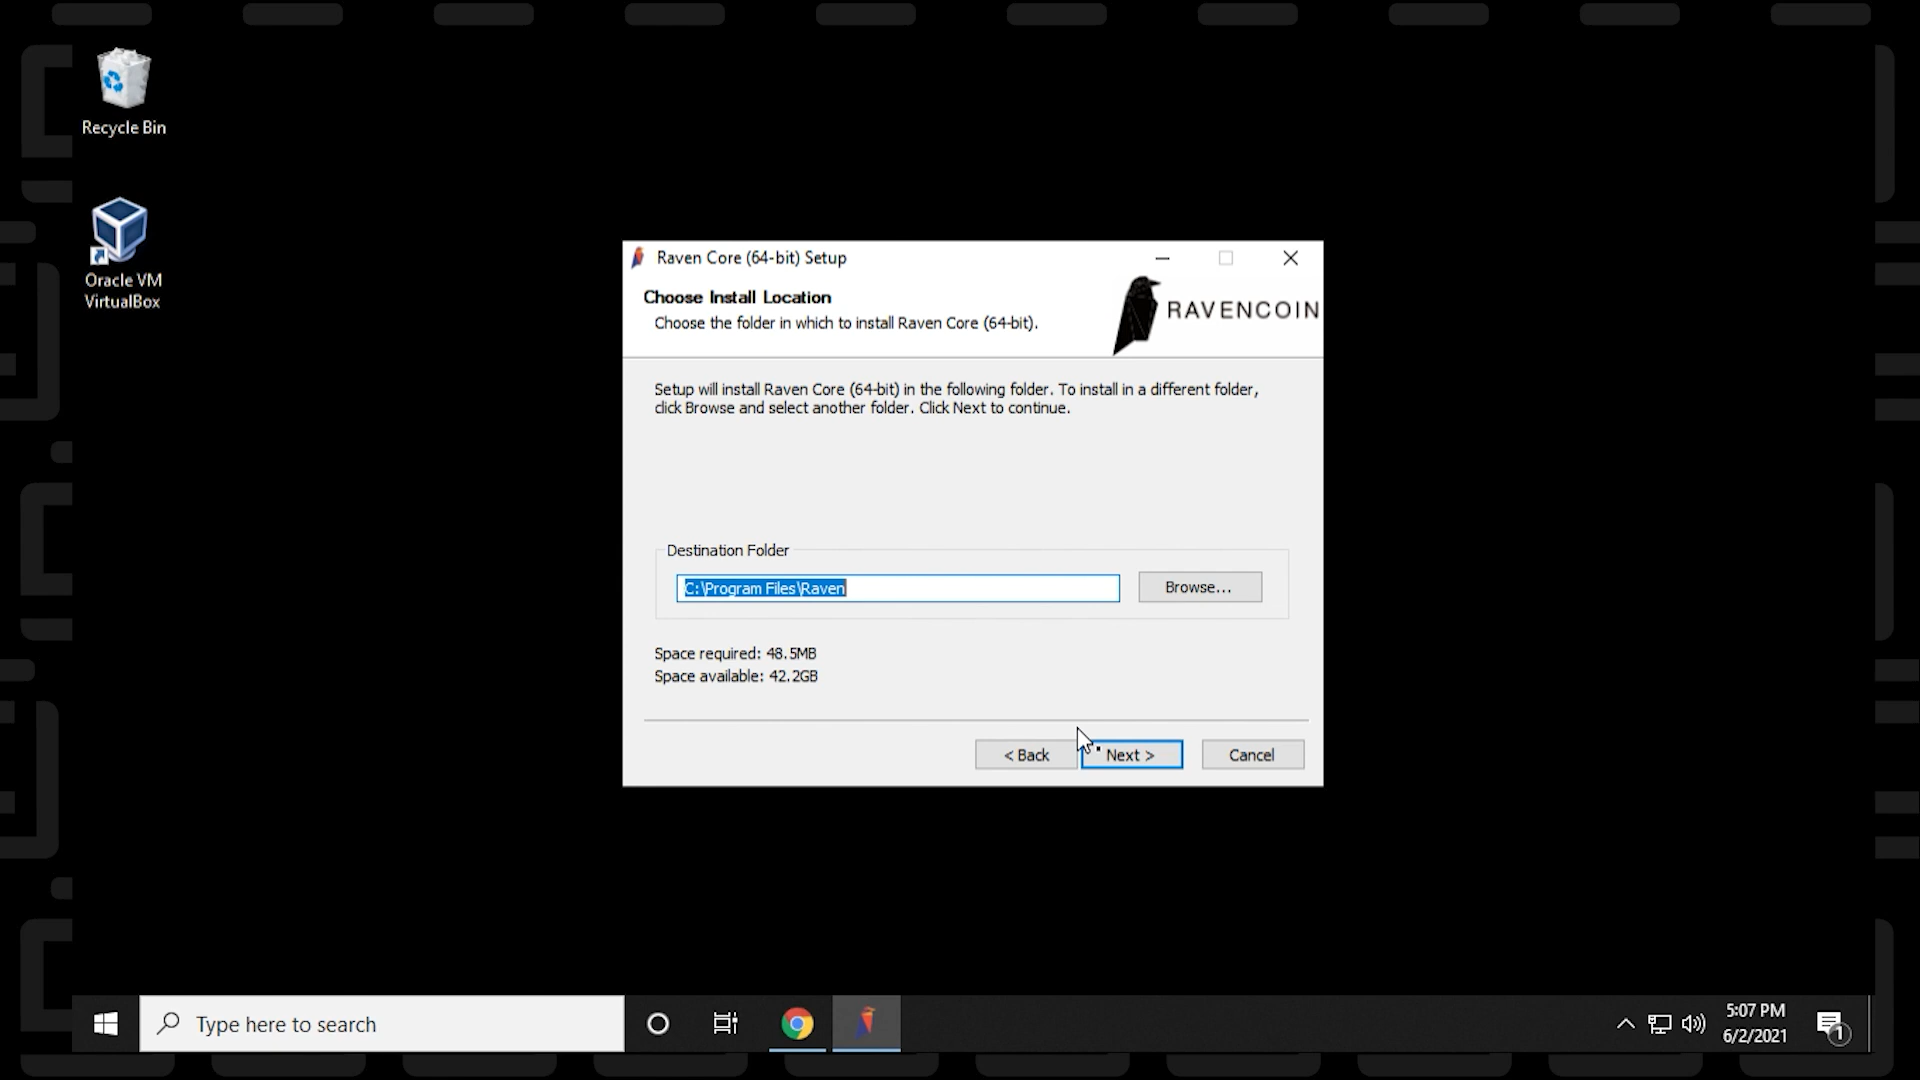 Recycle Bin
Oracle VM
VirtualBox
Raven Core (64-bit) Setup
Choose Install Location
Choose the folder in which to install Raven Core (64-bit).
RAVENCOIN
Setup will install Raven Core (64-bit) in the following folder. To install in a different folder,
click Browse and select another folder. Click Next to continue.
Destination Folder
C:\Program Files\Raven
Browse...
Space required: 48.5MB
Space available: 42.2GB
< Back
Next >
Cancel
Type here to search
5:07 PM
6/2/2021
1